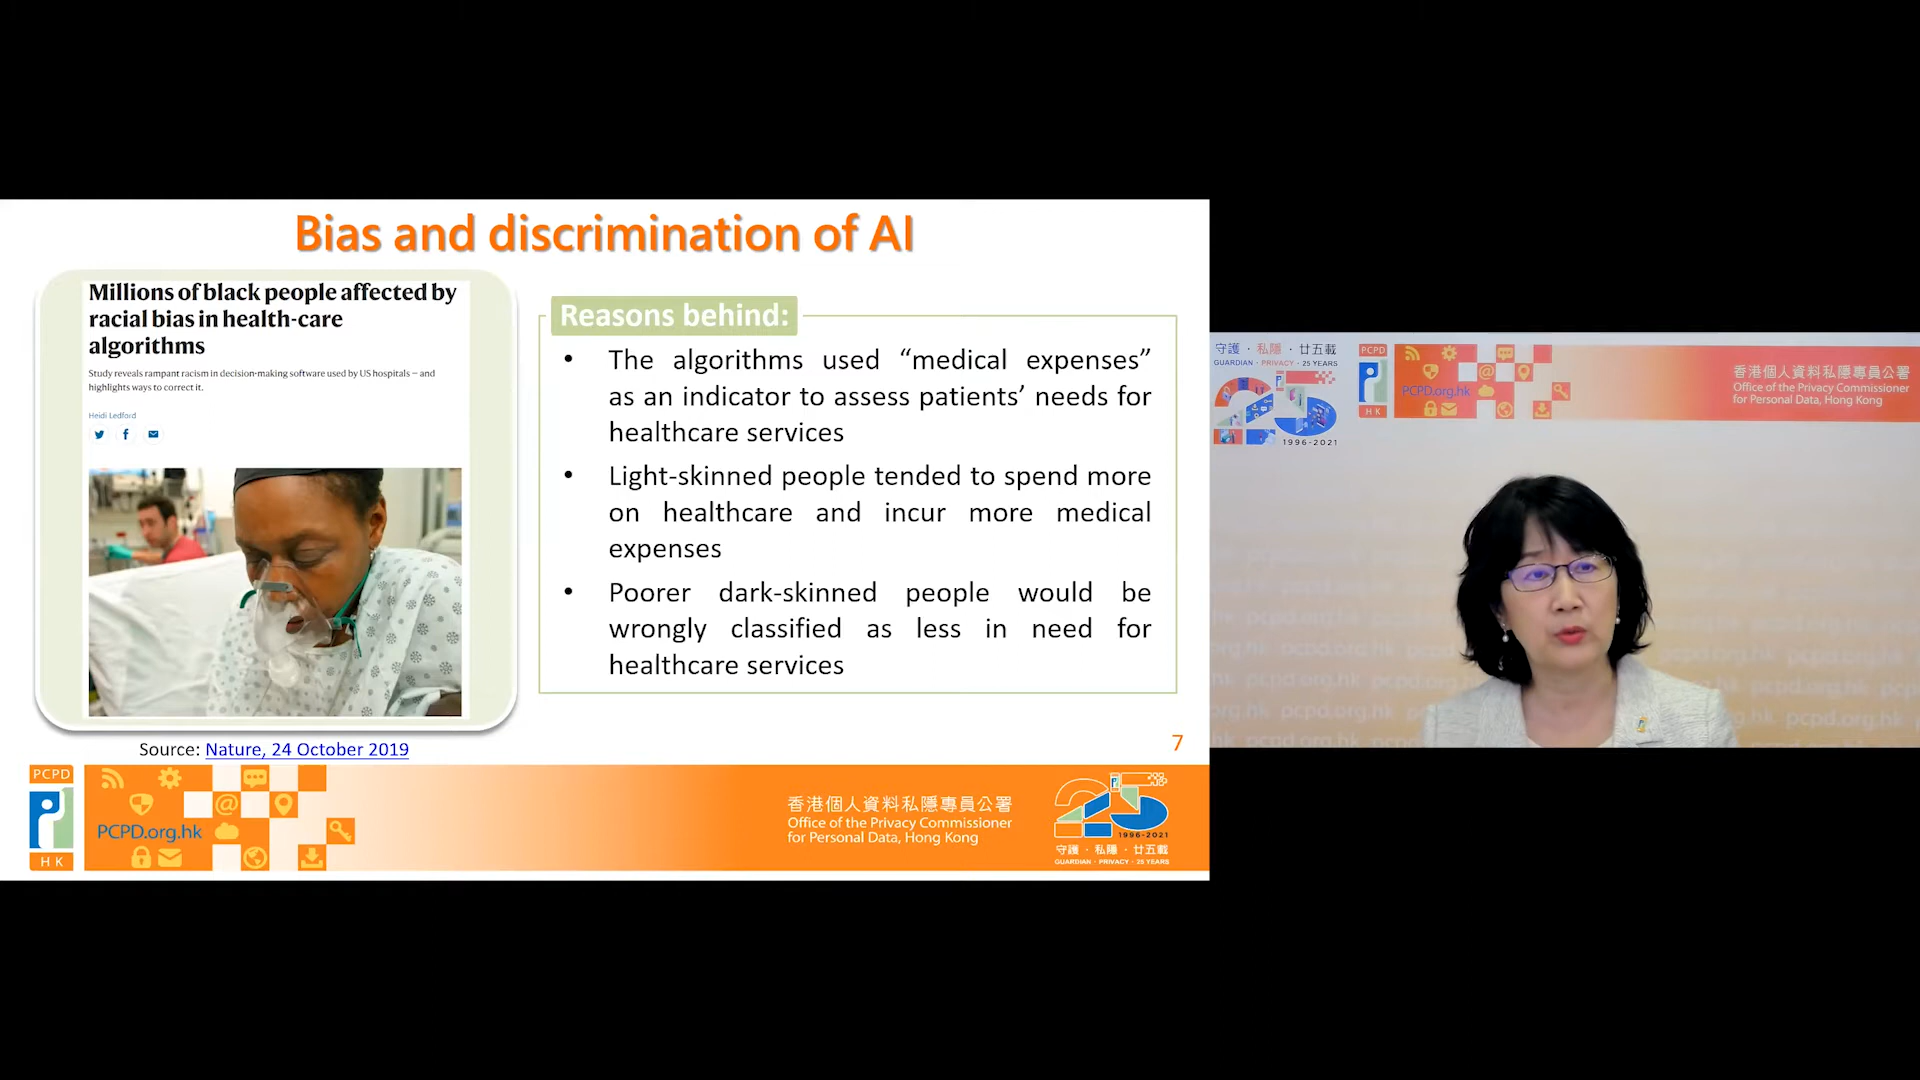 Bias and discrimination of AI
Millions of black people affected by
racial bias in health-care
algorithms
Study reveals rampant racism in decision-making software used by US hospitals — and
highlights ways to correct it.
Heidi Ledford
Source: Nature, 24 October 2019
Reasons behind:
• The algorithms used “medical expenses”
as an indicator to assess patients’ needs for
healthcare services
• Light-skinned people tended to spend more
on healthcare and incur more medical
expenses
• Poorer dark-skinned people would be
wrongly classified as less in need for
healthcare services
7
PCPD
HK
PCPD.org.hk
香港個人資料私隱專員公署
Office of the Privacy Commissioner
for Personal Data, Hong Kong
25
1996-2021
守護・私隱・廿五載
GUARDIAN · PRIVACY · 25 YEARS
守護・私隱・廿五載
GUARDIAN · PRIVACY · 25 YEARS
25
1996-2021
PCPD
HK
PCPD.org.hk
香港個人資料私隱專員公署
Office of the Privacy Commissioner
for Personal Data, Hong Kong
pcpd.org.hk